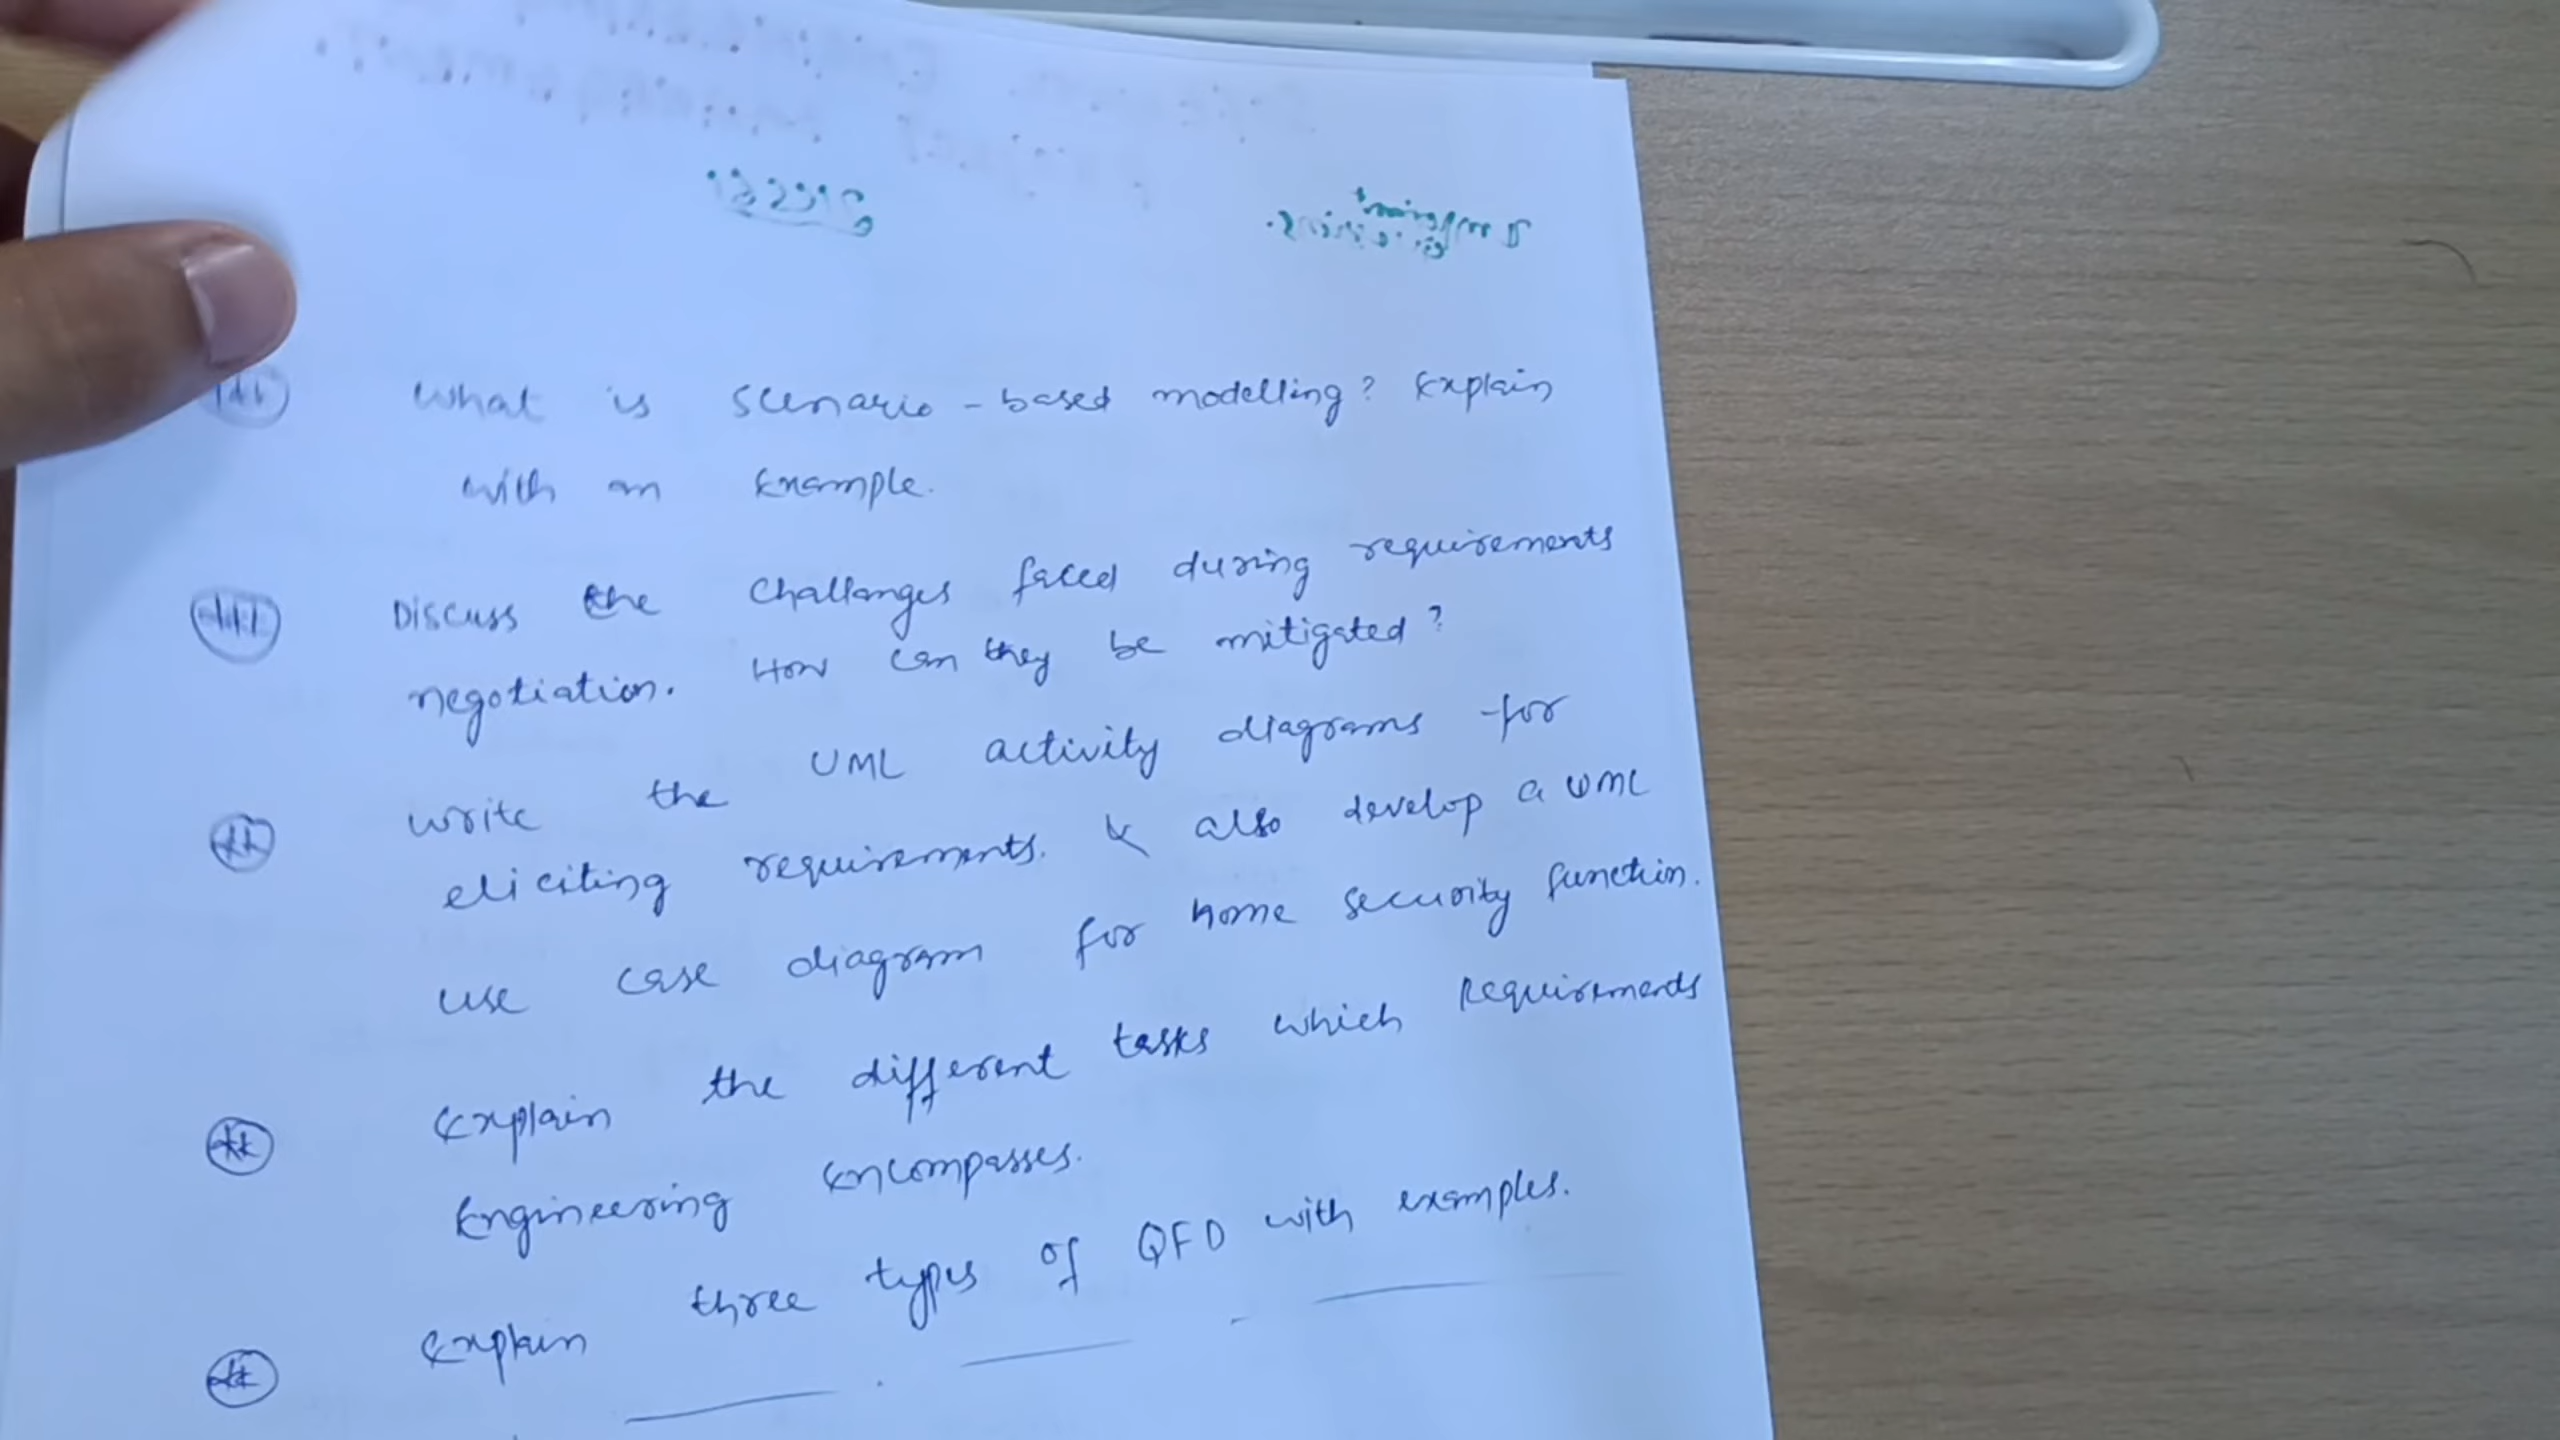 What is scenario - based modelling? Explain
with an Example.
Discuss the challanges faced during requirements
negotiation. How can they be mitigated?
write the UML activity diagrams for
eliciting requirements. & also develop a UML
use case diagram for home security function.
Explain the different tasks which Requirements
Engineering Encompasses.
Explain three types of QFD with examples.